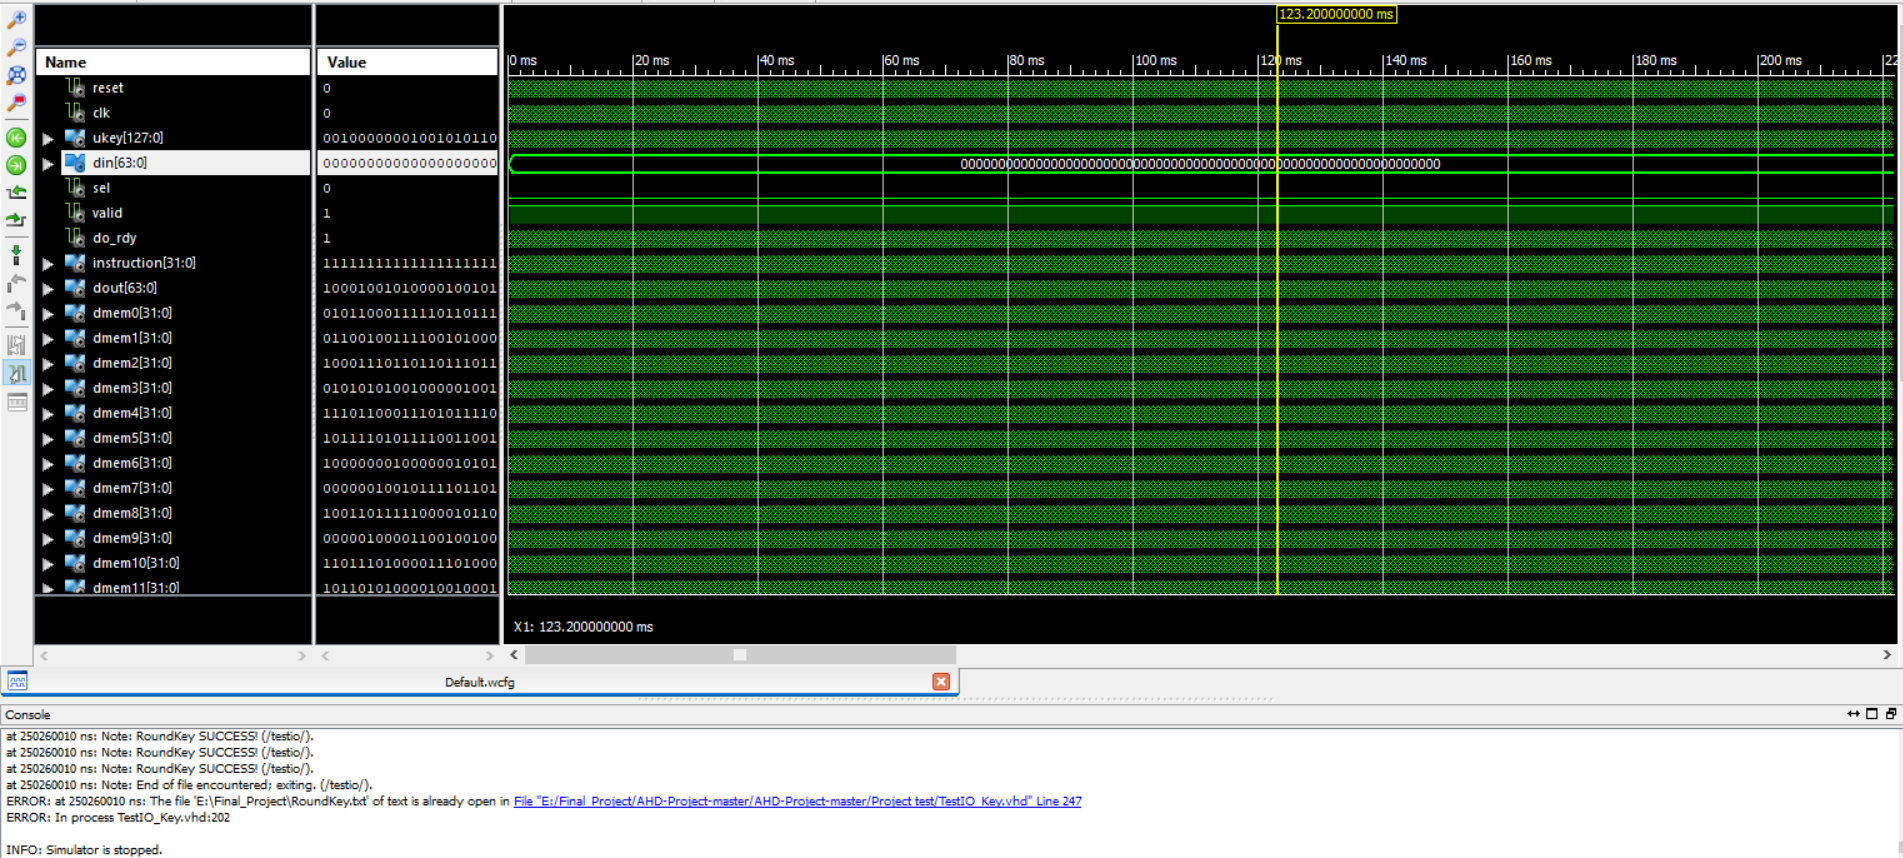 123.200000000 ms
Name Value 0 ms 20 ms 40 ms 60 ms 80 ms 100 ms 120 ms 140 ms 160 ms 180 ms 200 ms 22
reset 0
clk 0
ukey[127:0] 00100000001001010110
din[63:0] 00000000000000000000 0000000000000000000000000000000000000000000000000000000000000000
sel 0
valid 1
do_rdy 1
instruction[31:0] 11111111111111111111
dout[63:0] 10001001010000100101
dmem0[31:0] 01011000111110110111
dmem1[31:0] 01100100111100101000
dmem2[31:0] 10001110110110111011
dmem3[31:0] 01010101001000001001
dmem4[31:0] 11101100011101011110
dmem5[31:0] 10111101011110011001
dmem6[31:0] 10000000100000010101
dmem7[31:0] 00000010010111101101
dmem8[31:0] 10011011111000010110
dmem9[31:0] 00000100001100100100
dmem10[31:0] 11011101000011101000
dmem11[31:0] 10110101000010010001
X1: 123.200000000 ms
Default.wcfg
Console
at 250260010 ns: Note: RoundKey SUCCESS! (/testio/).
at 250260010 ns: Note: RoundKey SUCCESS! (/testio/).
at 250260010 ns: Note: RoundKey SUCCESS! (/testio/).
at 250260010 ns: Note: End of file encountered; exiting. (/testio/).
ERROR: at 250260010 ns: The file 'E:\Final_Project\RoundKey.txt' of text is already open in File "E:/Final_Project/AHD-Project-master/AHD-Project-master/Project test/TestIO_Key.vhd" Line 247
ERROR: In process TestIO_Key.vhd:202
INFO: Simulator is stopped.